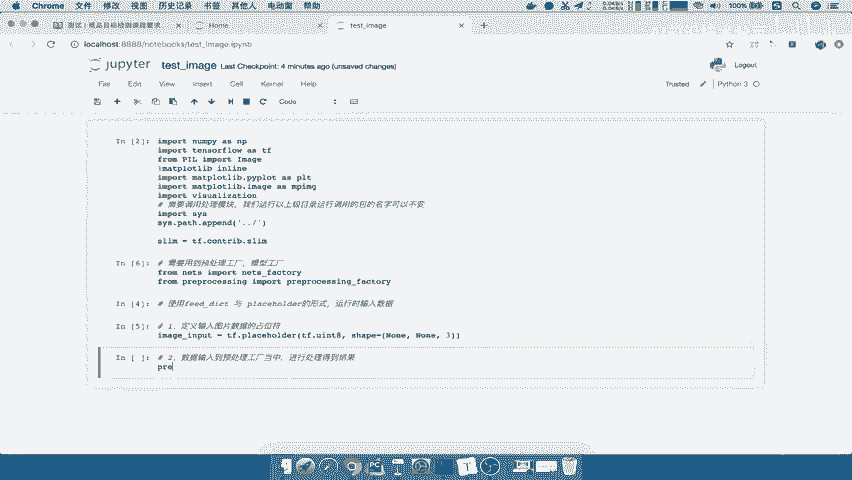 Chrome 文件 修改 视图 历史记录 书签 其他人 电动窗 帮助
100%
测试 | 商品目标检测课程要求
Home
test_image
localhost:8888/notebooks/test_image.ipynb
jupyter test_image Last Checkpoint: 4 minutes ago (unsaved changes)
Logout
File Edit View Insert Cell Kernel Help
Trusted Python 3
Code
In [2]: import numpy as np
import tensorflow as tf
from PIL import Image
%matplotlib inline
import matplotlib.pyplot as plt
import matplotlib.image as mpimg
import visualization
# 需要调用处理模块，我们运行以上级目录运行调用的包的名字可以不变
import sys
sys.path.append('../')
slim = tf.contrib.slim
In [6]: # 需要用到预处理工厂，模型工厂
from nets import nets_factory
from preprocessing import preprocessing_factory
In [4]: # 使用feed_dict 与 placeholder的形式，运行时输入数据
In [5]: # 1、定义输入图片数据的占位符
image_input = tf.placeholder(tf.uint8, shape=(None, None, 3))
In [ ]: # 2、数据输入到预处理工厂当中，进行处理得到结果
pre